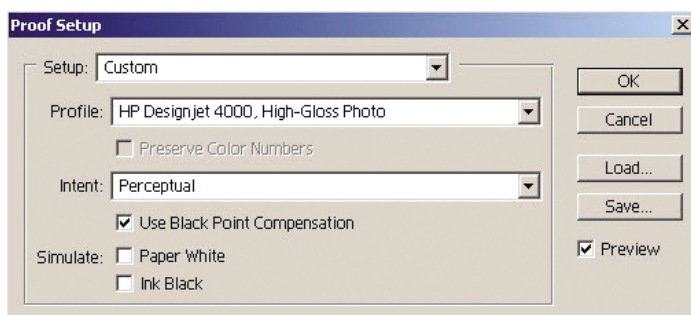 Proof Setup
Setup: Custom
OK
Profile: HP Designjet 4000, High-Gloss Photo
Cancel
Preserve Color Numbers
Load...
Intent: Perceptual
Save...
Use Black Point Compensation
Preview
Simulate: Paper White
Ink Black